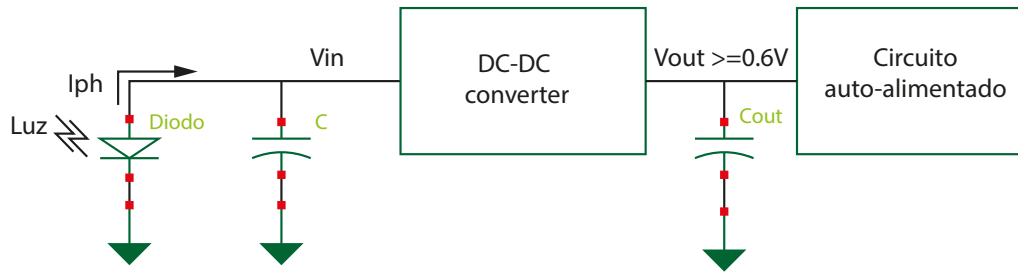 Iph
Luz
Diodo
Vin
C
DC-DC
converter
Vout >=0.6V
Cout
Circuito
auto-alimentado